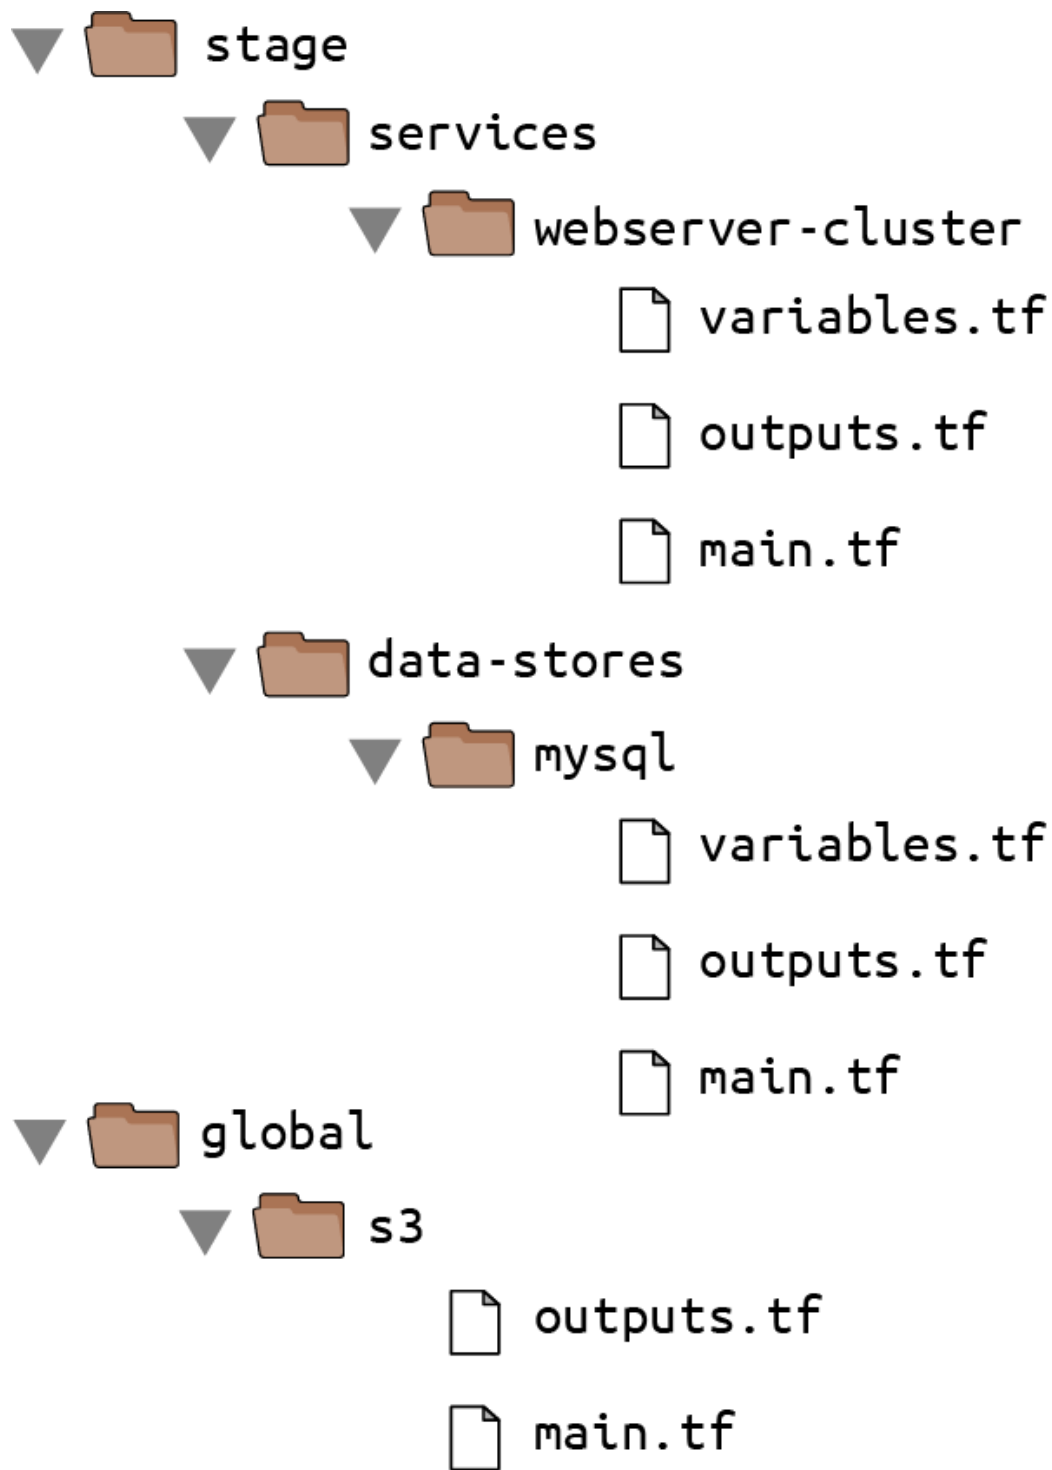 stage
services
webserver-cluster
variables.tf
outputs.tf
main.tf
data-stores
mysql
variables.tf
outputs.tf
main.tf
global
s3
outputs.tf
main.tf